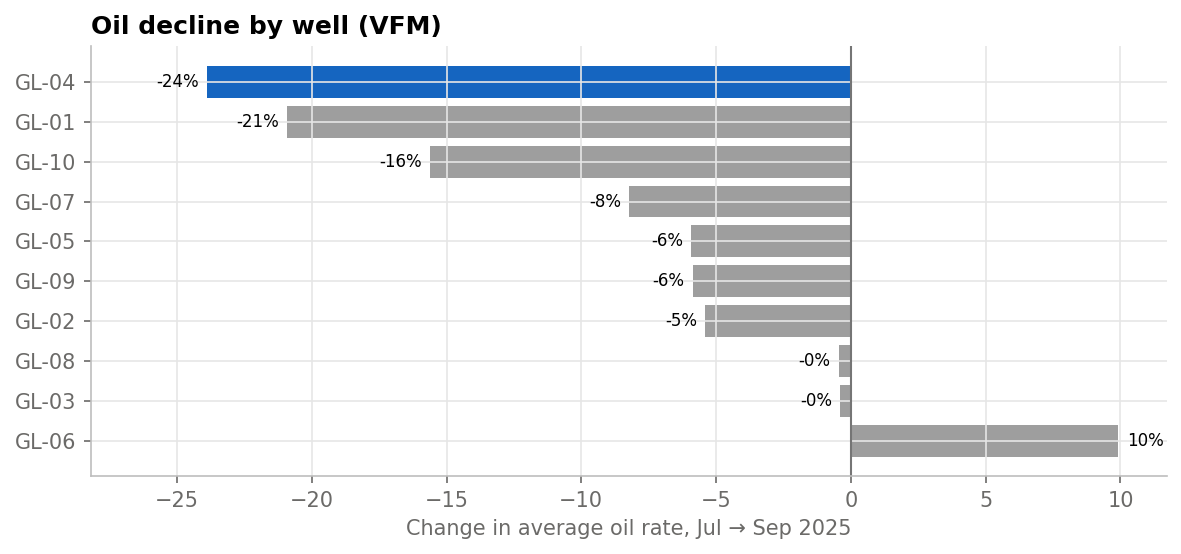 Oil decline by well (VFM)
GL-04 -24%
GL-01 -21%
GL-10 -16%
GL-07 -8%
GL-05 -6%
GL-09 -6%
GL-02 -5%
GL-08 -0%
GL-03 -0%
GL-06 10%
−25 −20 −15 −10 −5 0 5 10
Change in average oil rate, Jul → Sep 2025